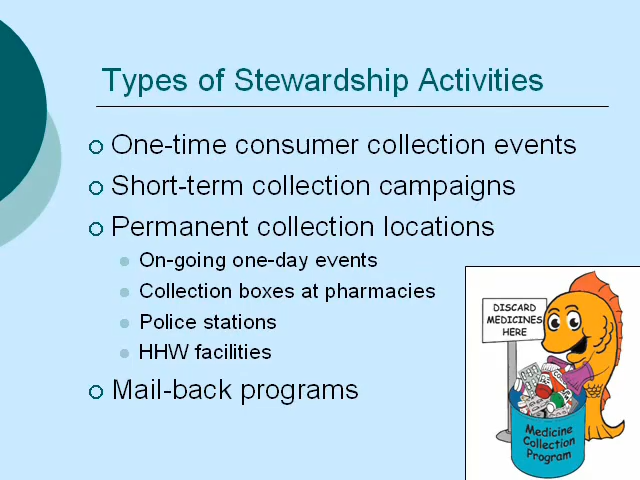 Types of Stewardship Activities
One-time consumer collection events
Short-term collection campaigns
Permanent collection locations
On-going one-day events
Collection boxes at pharmacies
Police stations
HHW facilities
Mail-back programs
DISCARD
MEDICINES
HERE
Medicine
Collection
Program